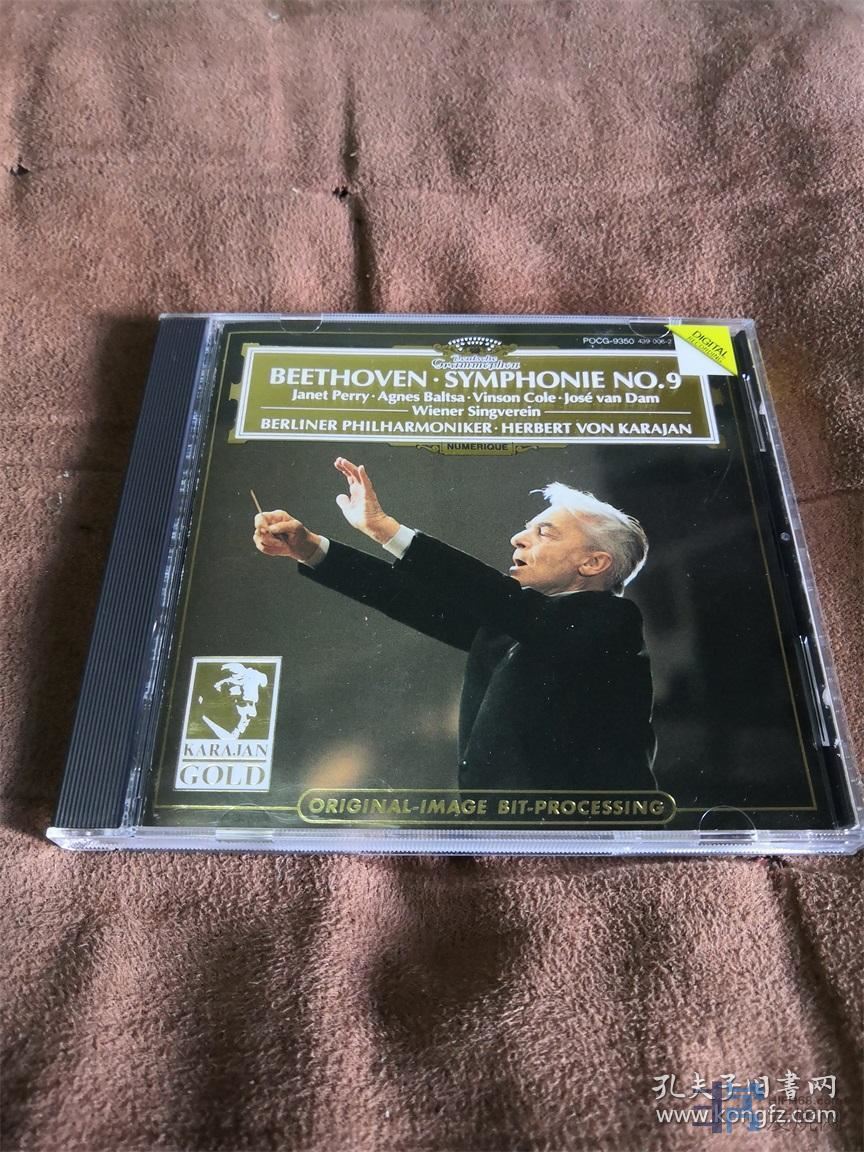 POCG-9350 439 006-2
DIGITAL
RECORDING
Deutsche
Grammophon
BEETHOVEN · SYMPHONIE NO.9
Janet Perry · Agnes Baltsa · Vinson Cole · José van Dam
Wiener Singverein
BERLINER PHILHARMONIKER · HERBERT VON KARAJAN
NUMERIQUE
KARAJAN
GOLD
ORIGINAL-IMAGE BIT-PROCESSING
孔夫子旧書网
www.kongfz.com